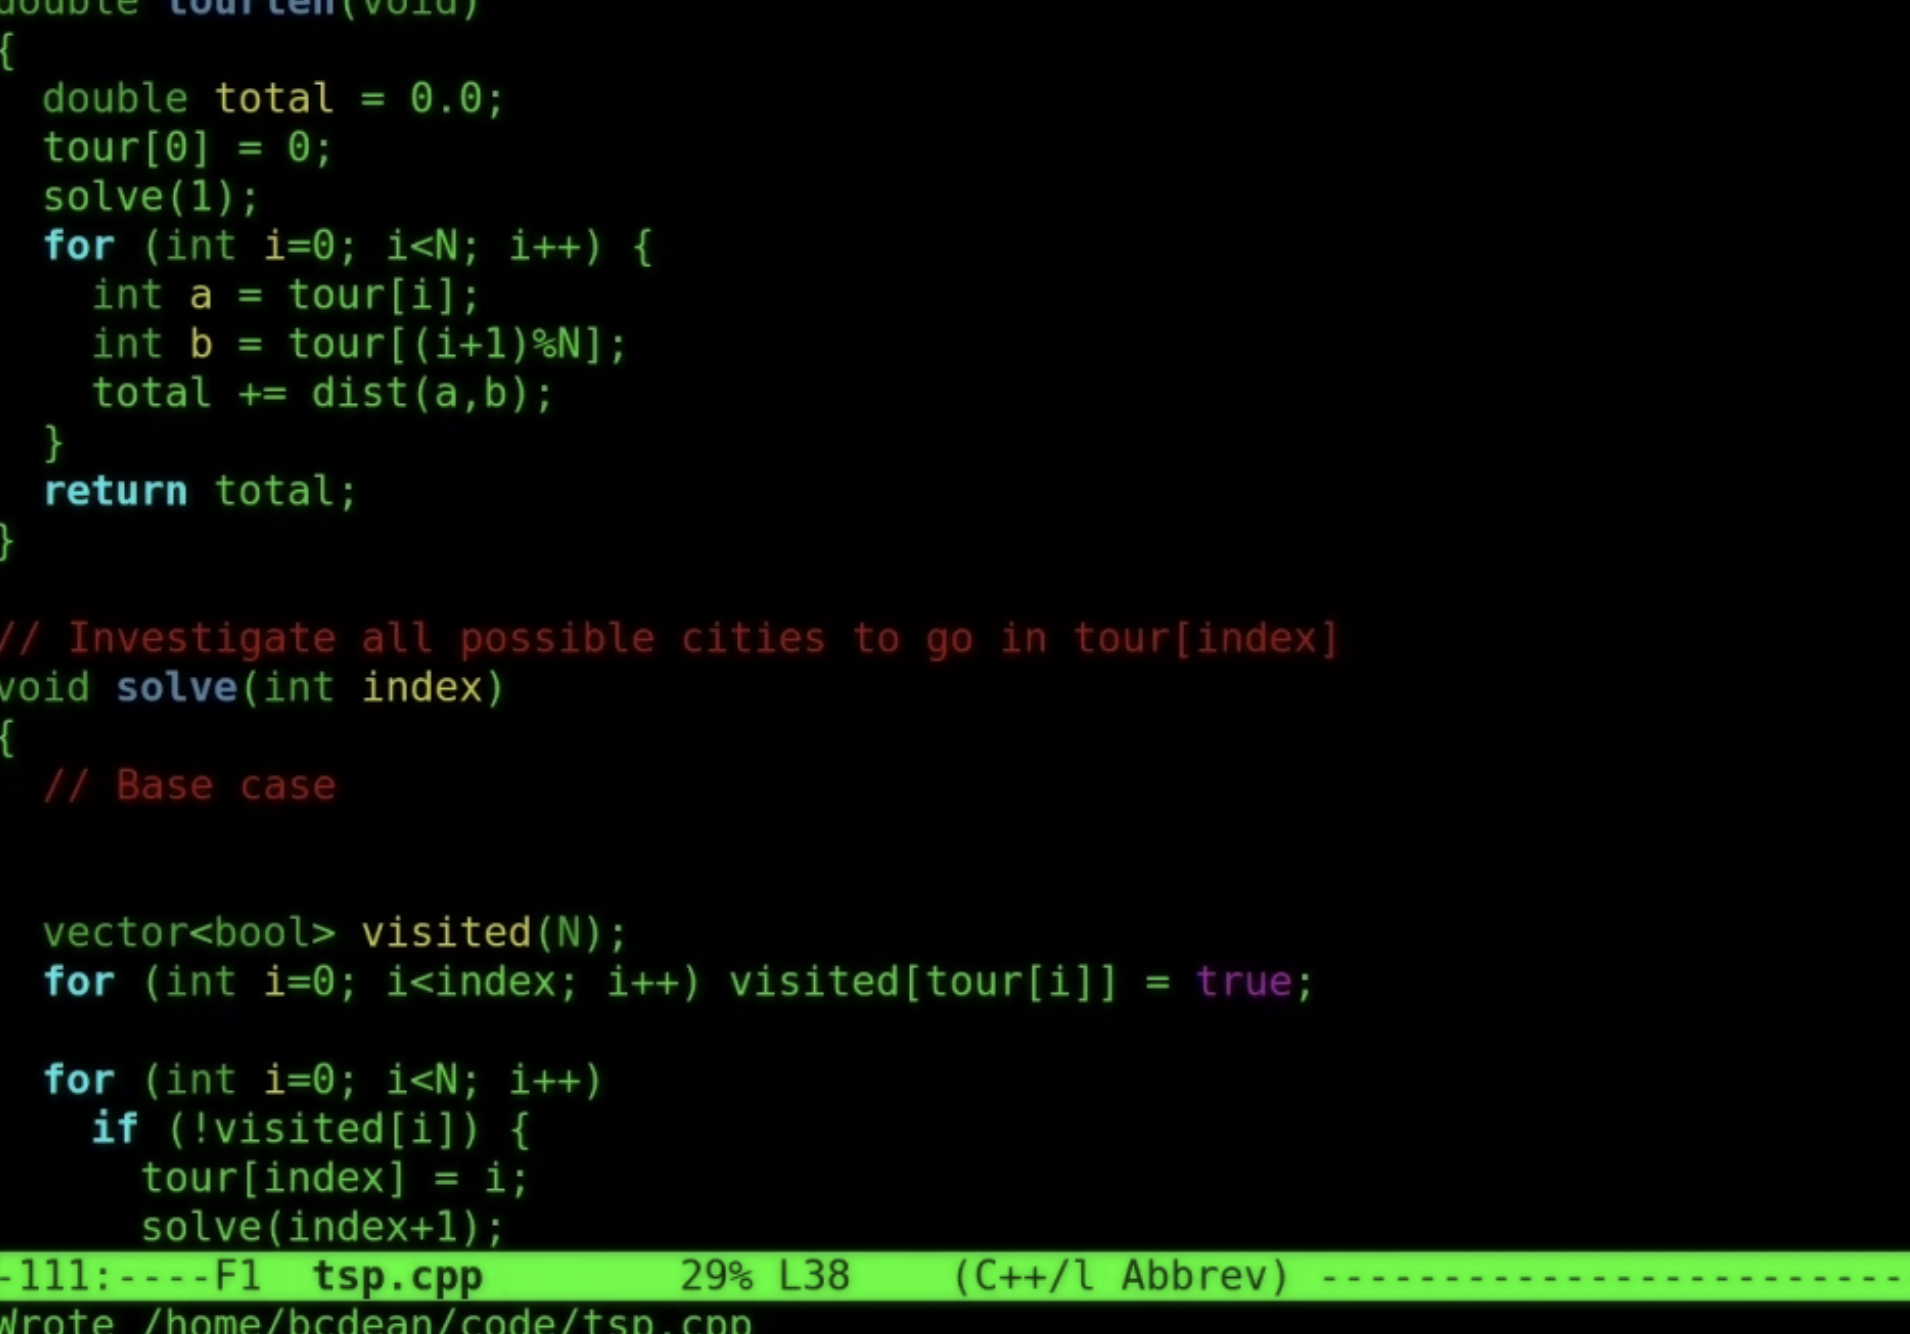 double tourlen(void)
{
  double total = 0.0;
  tour[0] = 0;
  solve(1);
  for (int i=0; i<N; i++) {
    int a = tour[i];
    int b = tour[(i+1)%N];
    total += dist(a,b);
  }
  return total;
}
// Investigate all possible cities to go in tour[index]
void solve(int index)
{
  // Base case
  vector<bool> visited(N);
  for (int i=0; i<index; i++) visited[tour[i]] = true;
  for (int i=0; i<N; i++)
    if (!visited[i]) {
      tour[index] = i;
      solve(index+1);
-111:----F1  tsp.cpp        29% L38    (C++/l Abbrev) ------------------------
Wrote /home/bcdean/code/tsp.cpp